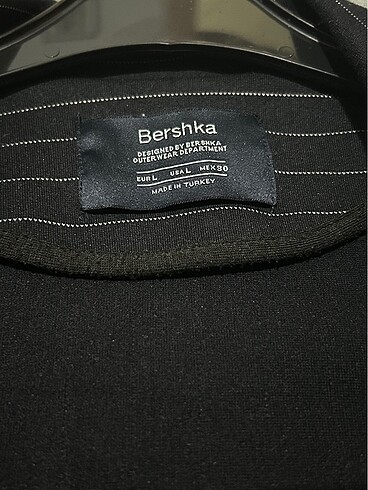 Bershka
DESIGNED BY BERSHKA
OUTERWEAR DEPARTMENT
EUR L USA L MEX 30
MADE IN TURKEY